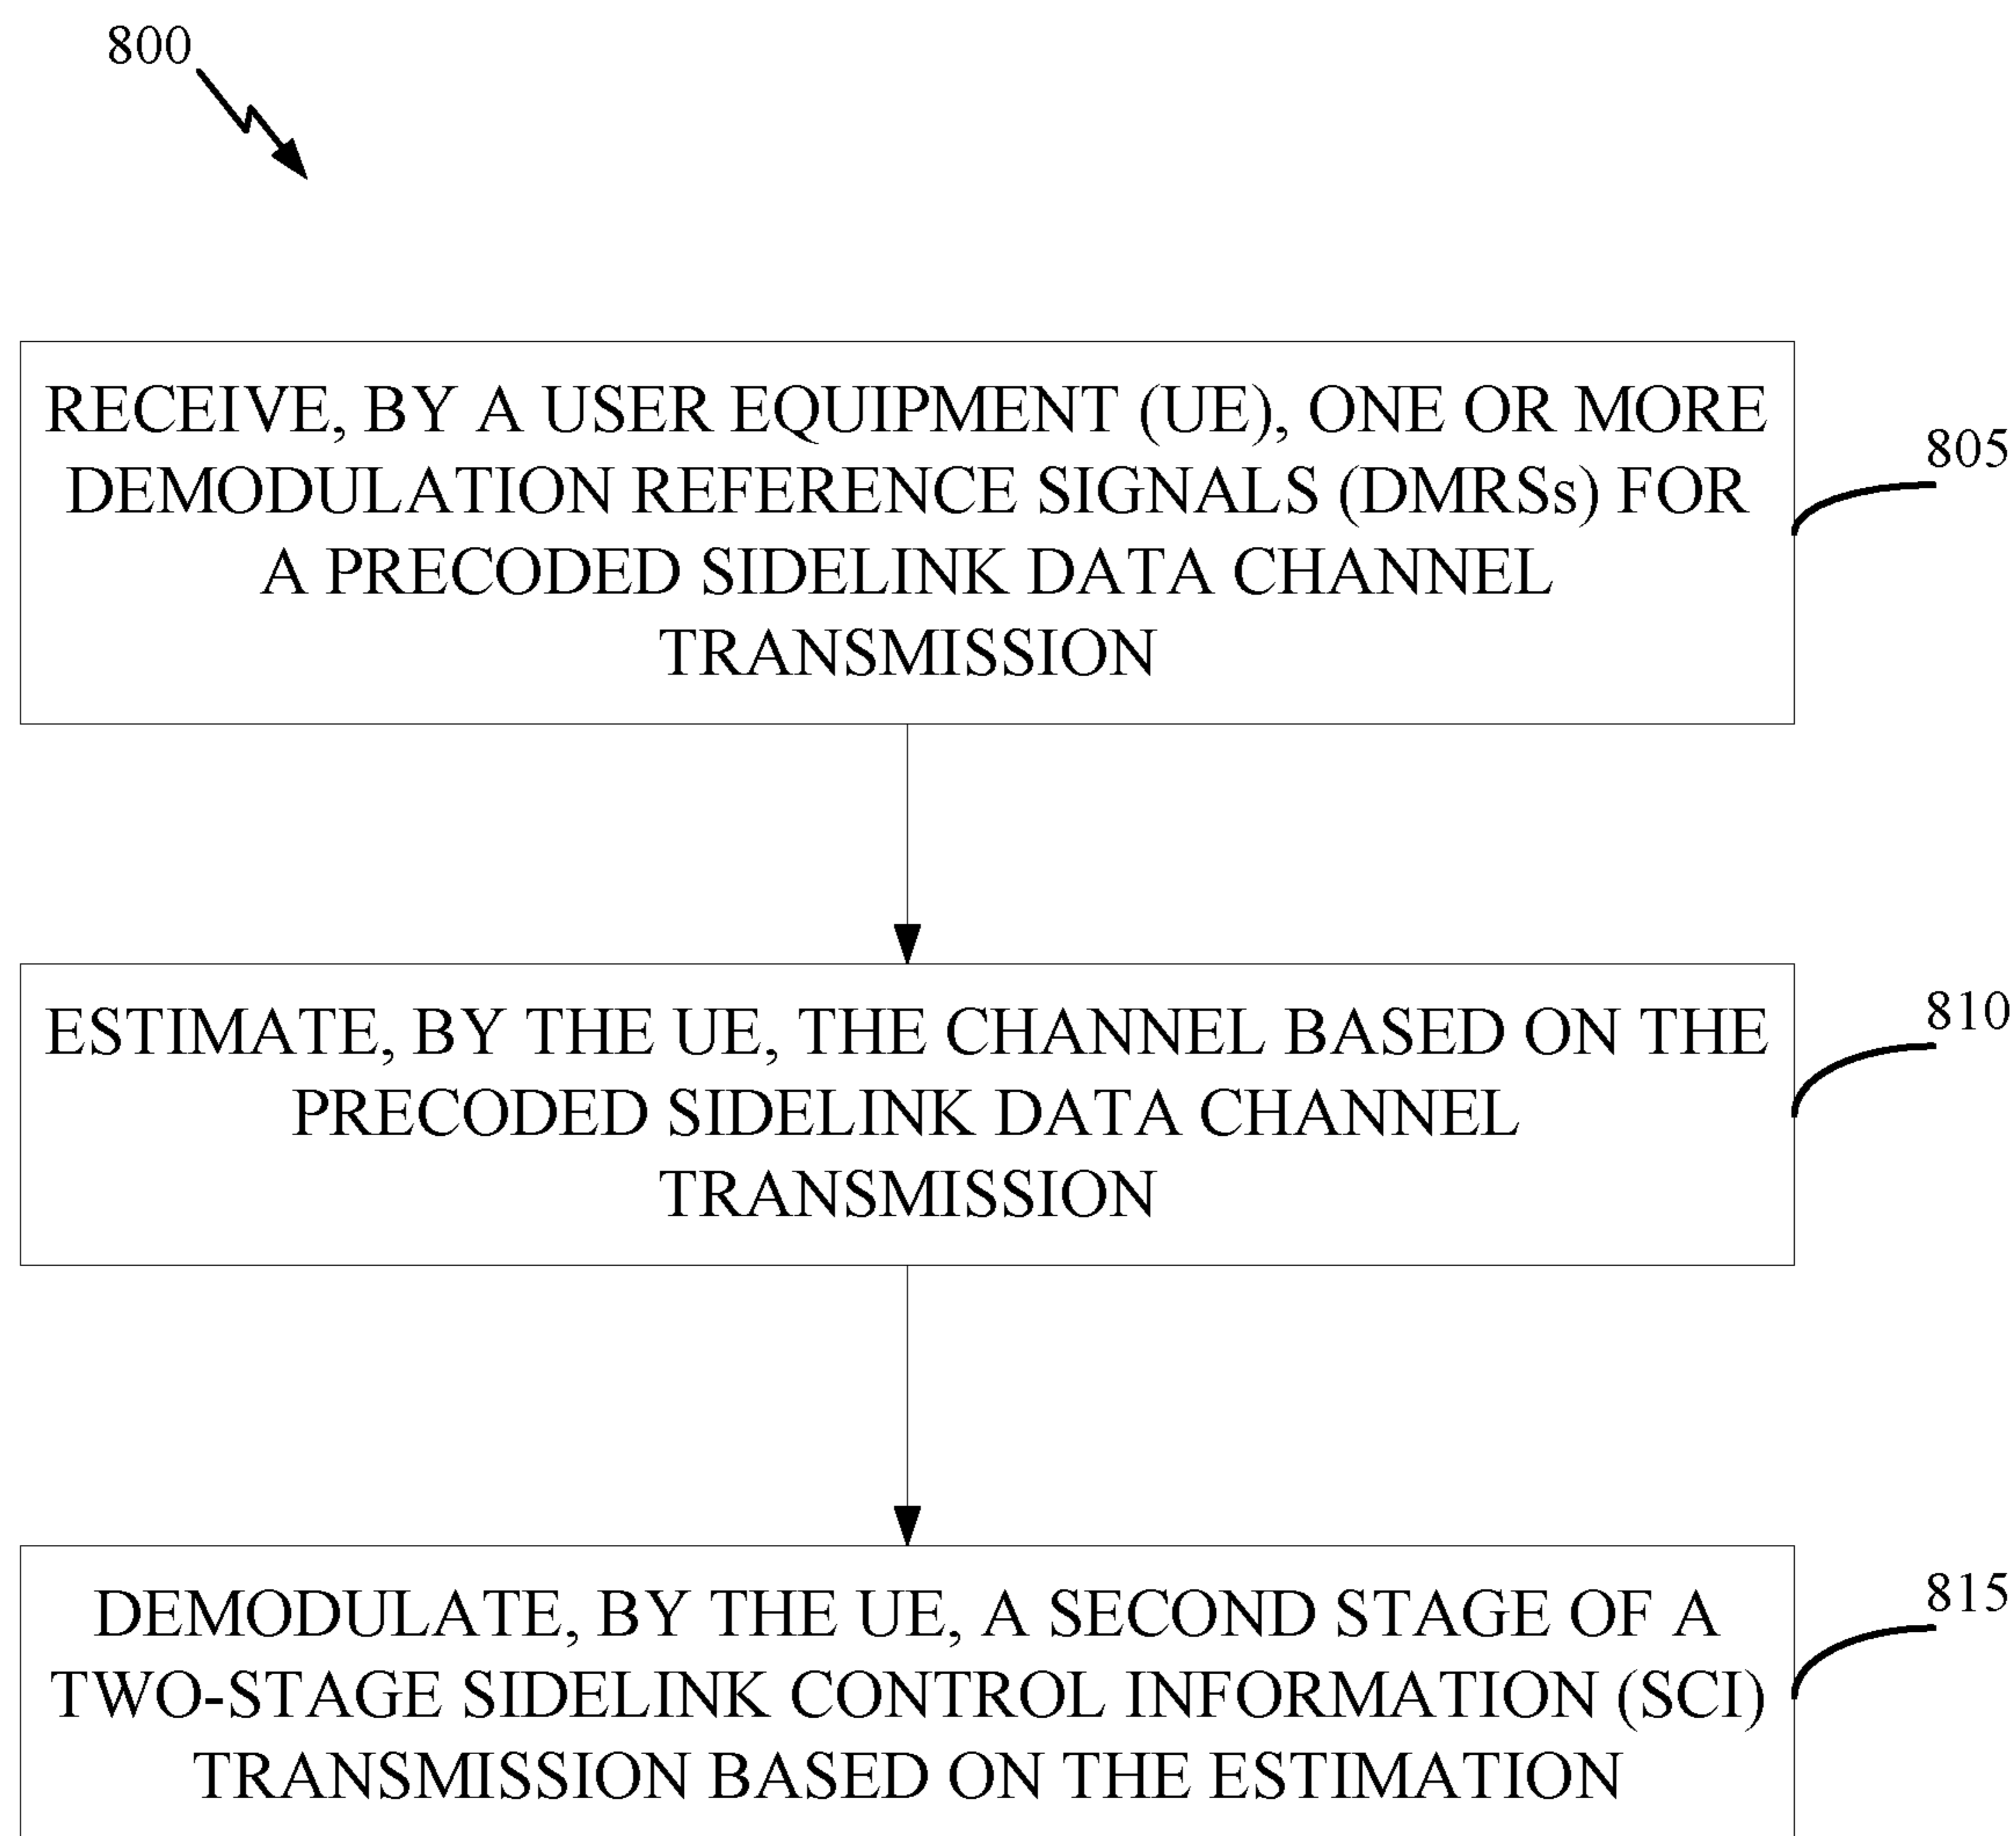 800
RECEIVE, BY A USER EQUIPMENT (UE), ONE OR MORE
DEMODULATION REFERENCE SIGNALS (DMRSs) FOR
A PRECODED SIDELINK DATA CHANNEL
TRANSMISSION
805
ESTIMATE, BY THE UE, THE CHANNEL BASED ON THE
PRECODED SIDELINK DATA CHANNEL
TRANSMISSION
810
DEMODULATE, BY THE UE, A SECOND STAGE OF A
TWO-STAGE SIDELINK CONTROL INFORMATION (SCI)
TRANSMISSION BASED ON THE ESTIMATION
815